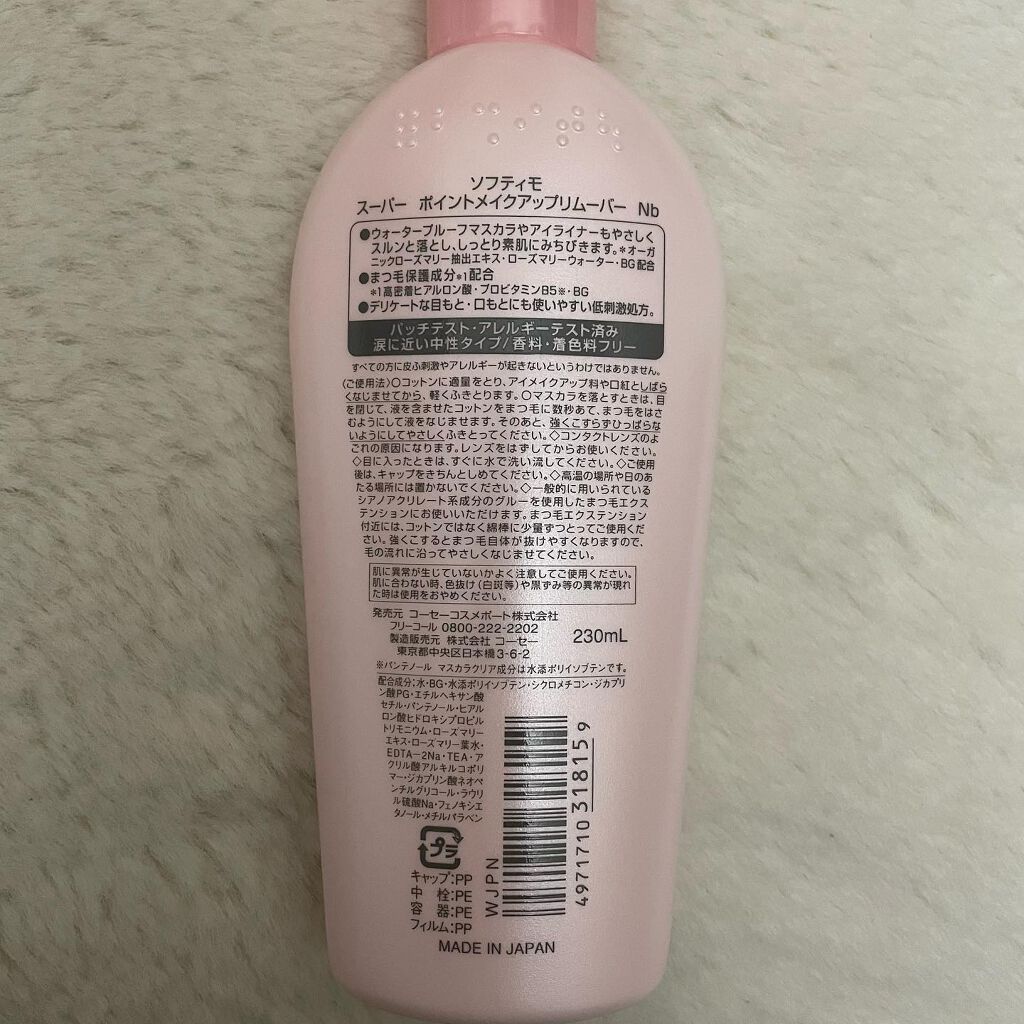 ソフティモ
スーパー ポイントメイクアップリムーバー Nb
●ウォータープルーフマスカラやアイライナーもやさしく
スルンと落とし、しっとり素肌にみちびきます。*オーガ
ニックローズマリー抽出エキス・ローズマリーウォーター・BG配合
●まつ毛保護成分*1配合
*1高密着ヒアルロン酸・プロビタミンB5※・BG
●デリケートな目もと・口もとにも使いやすい低刺激処方。
パッチテスト・アレルギーテスト済み
涙に近い中性タイプ/香料・着色料フリー
すべての方に皮ふ刺激やアレルギーが起きないというわけではありません。
〈ご使用法〉〇コットンに適量をとり、アイメイクアップ料や口紅としばら
くなじませてから、軽くふきとります。〇マスカラを落とすときは、目
を閉じて、液を含ませたコットンをまつ毛に数秒あて、まつ毛をはさ
むようにして液をなじませます。そのあと、強くこすらずひっぱらな
いようにしてやさしくふきとってください。◇コンタクトレンズのよ
ごれの原因になります。レンズをはずしてからお使いください。
◇目に入ったときは、すぐに水で洗い流してください。◇ご使用
後は、キャップをきちんとしめてください。◇高温の場所や日のあ
たる場所には置かないでください。◇一般的に用いられている
シアノアクリレート系成分のグルーを使用したまつ毛エクス
テンションにお使いいただけます。まつ毛エクステンション
付近には、コットンではなく綿棒に少量ずつとってご使用くだ
さい。強くこするとまつ毛自体が抜けやすくなりますので、
毛の流れに沿ってやさしくなじませてください。
肌に異常が生じていないかよく注意してご使用ください。
肌に合わない時、色抜け(白斑等)や黒ずみ等の異常が現れ
た時は使用をおやめください。
発売元 コーセーコスメポート株式会社
フリーコール 0800-222-2202
製造販売元 株式会社 コーセー 230mL
東京都中央区日本橋3-6-2
※パンテノール マスカラクリア成分は水添ポリイソブテンです。
配合成分:水・BG・水添ポリイソブテン・シクロメチコン・ジカプリ
ン酸PG・エチルヘキサン酸
セチル・パンテノール・ヒアル
ロン酸ヒドロキシプロピル
トリモニウム・ローズマリー
エキス・ローズマリー葉水・
EDTA-2Na・TEA・ア
クリル酸アルキルコポリ
マー・ジカプリン酸ネオペ
ンチルグリコール・ラウリ
ル硫酸Na・フェノキシエ
タノール・メチルパラベン
プラ
キャップ:PP
中 栓:PE
容 器:PE
フィルム:PP
WJPN
4971710318159
MADE IN JAPAN